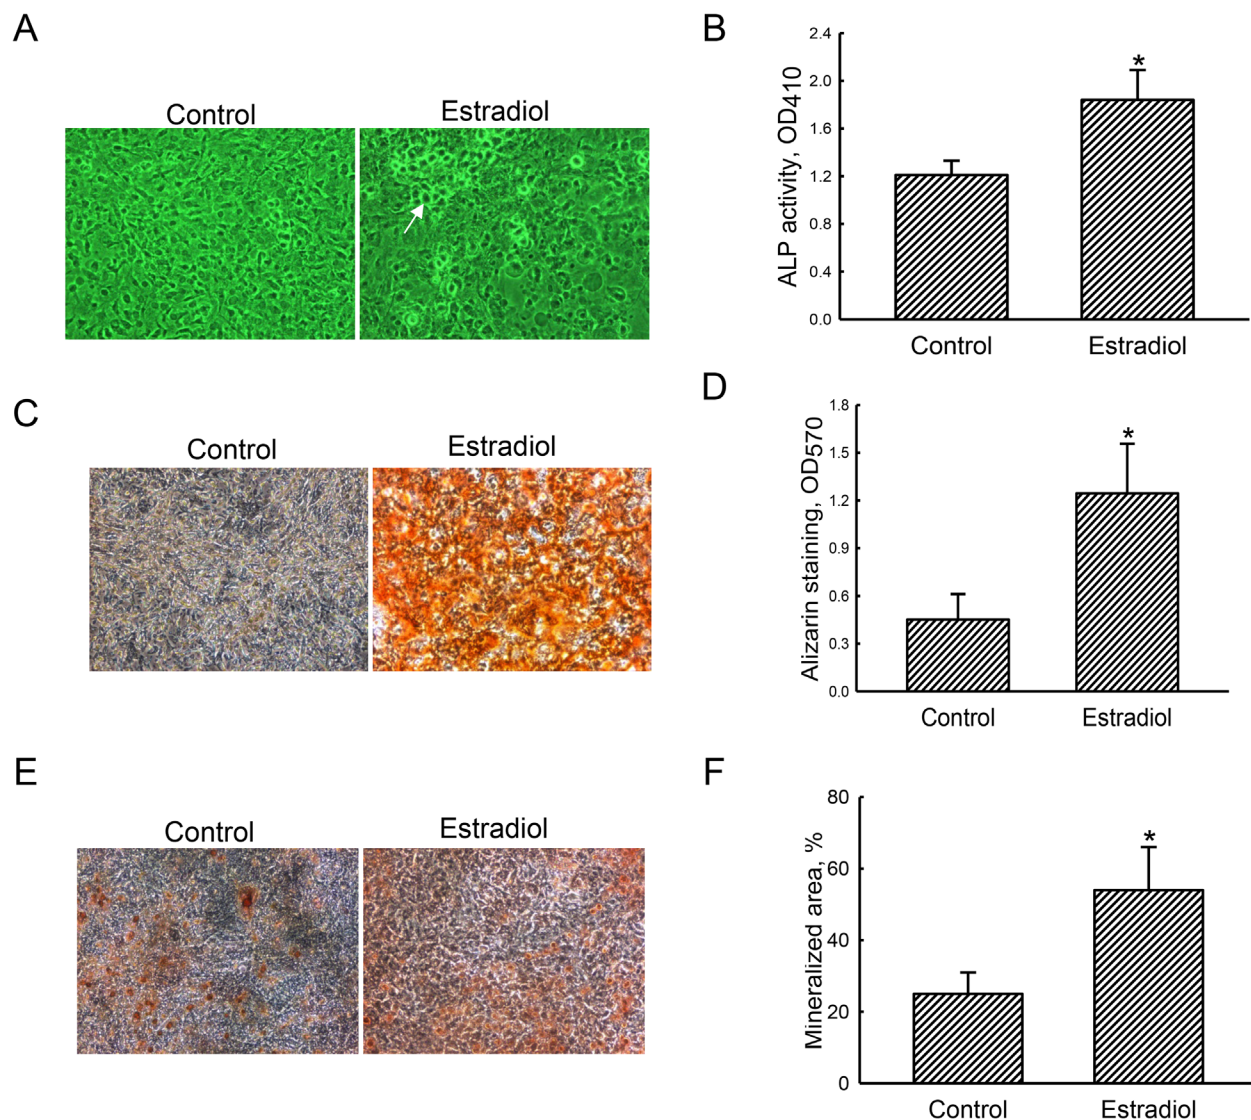 A
Control Estradiol
B
ALP activity, OD410
2.4
2.0
1.6
1.2
0.8
0.4
0.0
*
Control Estradiol
C
Control Estradiol
D
Alizarin staining, OD570
1.8
1.5
1.2
0.9
0.6
0.3
0.0
*
Control Estradiol
E
Control Estradiol
F
Mineralized area, %
80
60
40
20
0
*
Control Estradiol